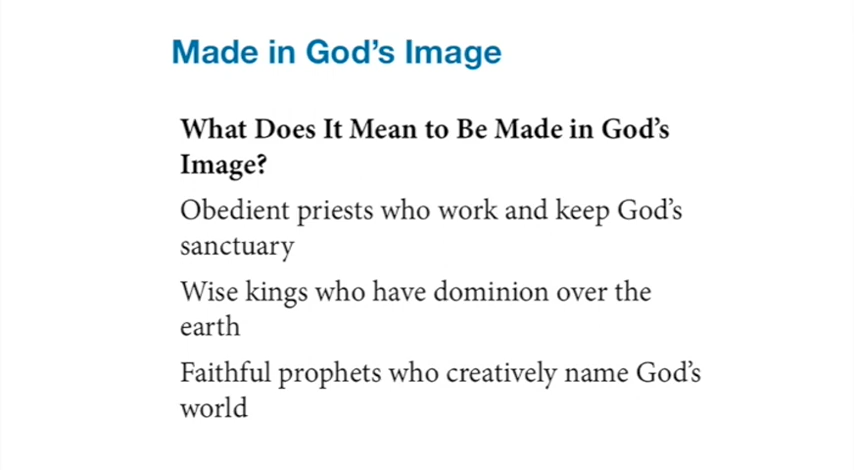 Made in God's Image
What Does It Mean to Be Made in God's
Image?
Obedient priests who work and keep God's
sanctuary
Wise kings who have dominion over the
earth
Faithful prophets who creatively name God's
world